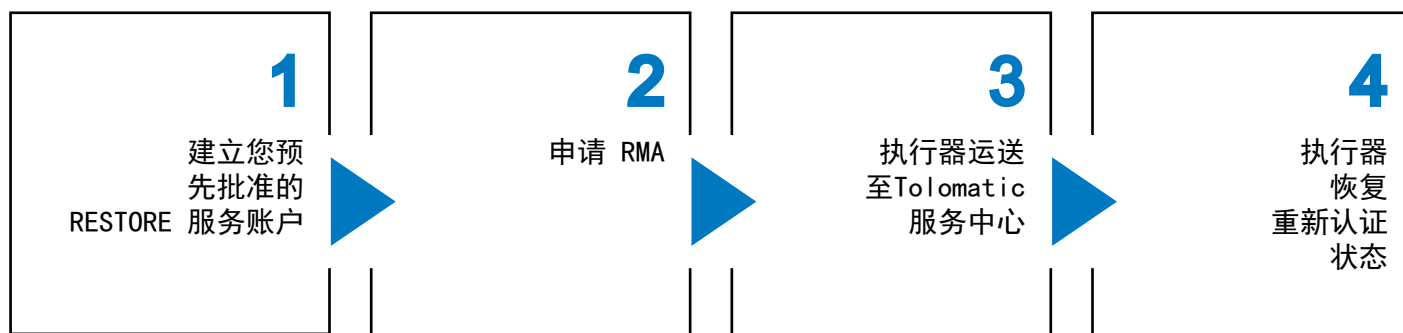 1
建立您预
先批准的
RESTORE 服务账户
2
申请 RMA
3
执行器运送
至Tolomatic
服务中心
4
执行器
恢复
重新认证
状态